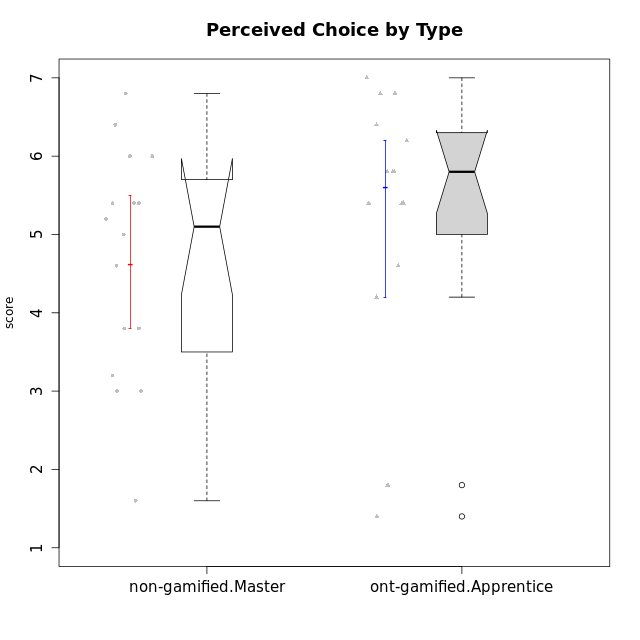 Perceived Choice by Type
7
6
5
4
3
2
1
score
non-gamified.Master
ont-gamified.Apprentice